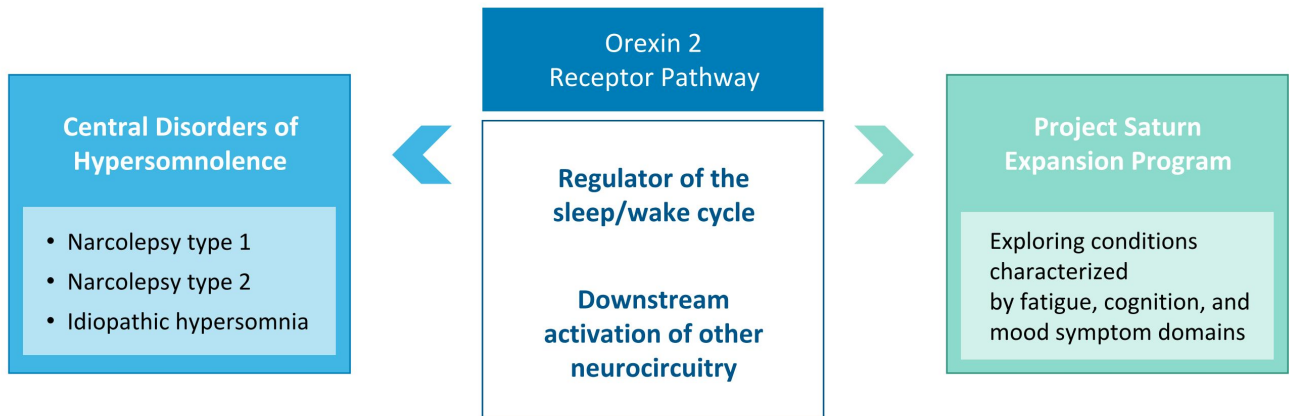 Orexin 2
Receptor Pathway
Central Disorders of
Hypersomnolence
• Narcolepsy type 1
• Narcolepsy type 2
• Idiopathic hypersomnia
Regulator of the
sleep/wake cycle
Downstream
activation of other
neurocircuitry
Project Saturn
Expansion Program
Exploring conditions
characterized
by fatigue, cognition, and
mood symptom domains